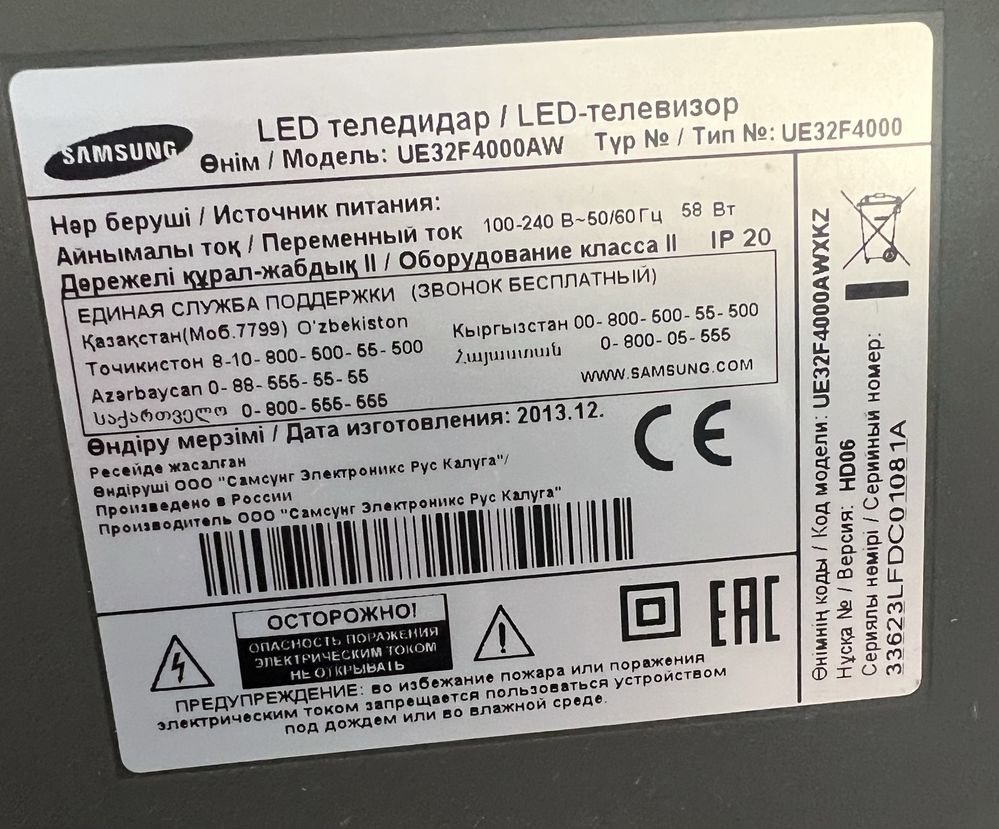 SAMSUNG
LED теледидар / LED-телевизор
Өнім / Модель: UE32F4000AW Түр № / Тип №: UE32F4000
Нәр беруші / Источник питания:
Айнымалы тоқ / Переменный ток 100-240 В~50/60 Гц 58 Вт
Дәрежелі құрал-жабдық II / Оборудование класса II IP 20
ЕДИНАЯ СЛУЖБА ПОДДЕРЖКИ (ЗВОНОК БЕСПЛАТНЫЙ)
Қазақстан(Моб.7799) O'zbekiston
Точикистон 8-10-800-500-55-500
Azərbaycan 0-88-555-55-55
საქართველო 0-800-555-555
Кыргызстан 00-800-500-55-500
Հայաստան 0-800-05-555
WWW.SAMSUNG.COM
Өндіру мерзімі / Дата изготовления: 2013.12.
Ресейде жасалған
Өндіруші ООО "Самсунг Электроникс Рус Калуга"/
Произведено в России
Производитель ООО "Самсунг Электроникс Рус Калуга"
CE
ОСТОРОЖНО!
ОПАСНОСТЬ ПОРАЖЕНИЯ
ЭЛЕКТРИЧЕСКИМ ТОКОМ
НЕ ОТКРЫВАТЬ
EAC
ПРЕДУПРЕЖДЕНИЕ: во избежание пожара или поражения
электрическим током запрещается пользоваться устройством
под дождем или во влажной среде.
Өнімнің коды / Код модели: UE32F4000AWXKZ
Нұсқа № / Версия: HD06
Сериялы нөмірі / Серийный номер:
33623LFDC01081A